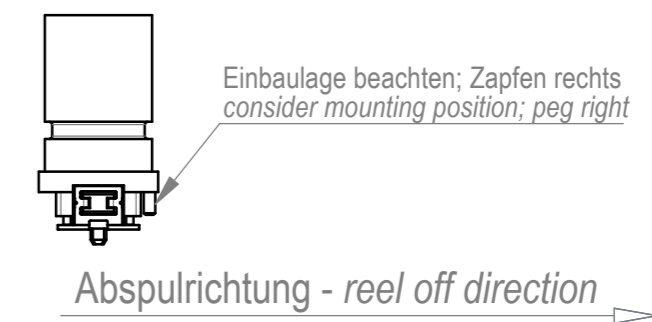 Einbaulage beachten; Zapfen rechts
consider mounting position; peg right
Abspulrichtung - reel off direction